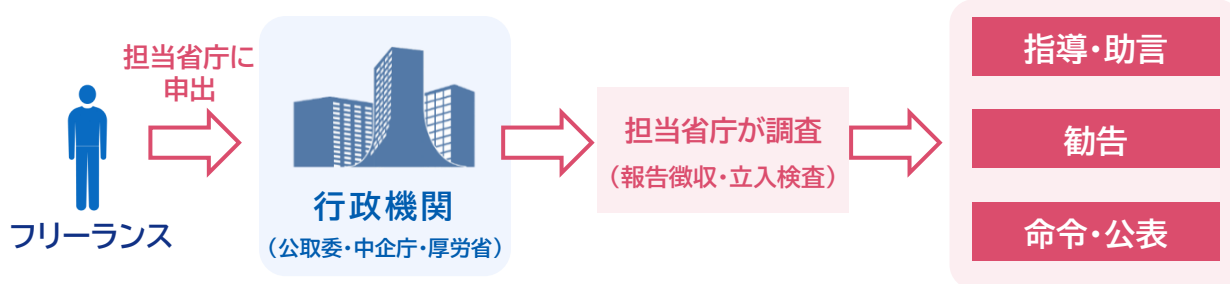 担当省庁に
申出
フリーランス
行政機関
（公取委・中企庁・厚労省）
担当省庁が調査
（報告徴収・立入検査）
指導・助言
勧告
命令・公表